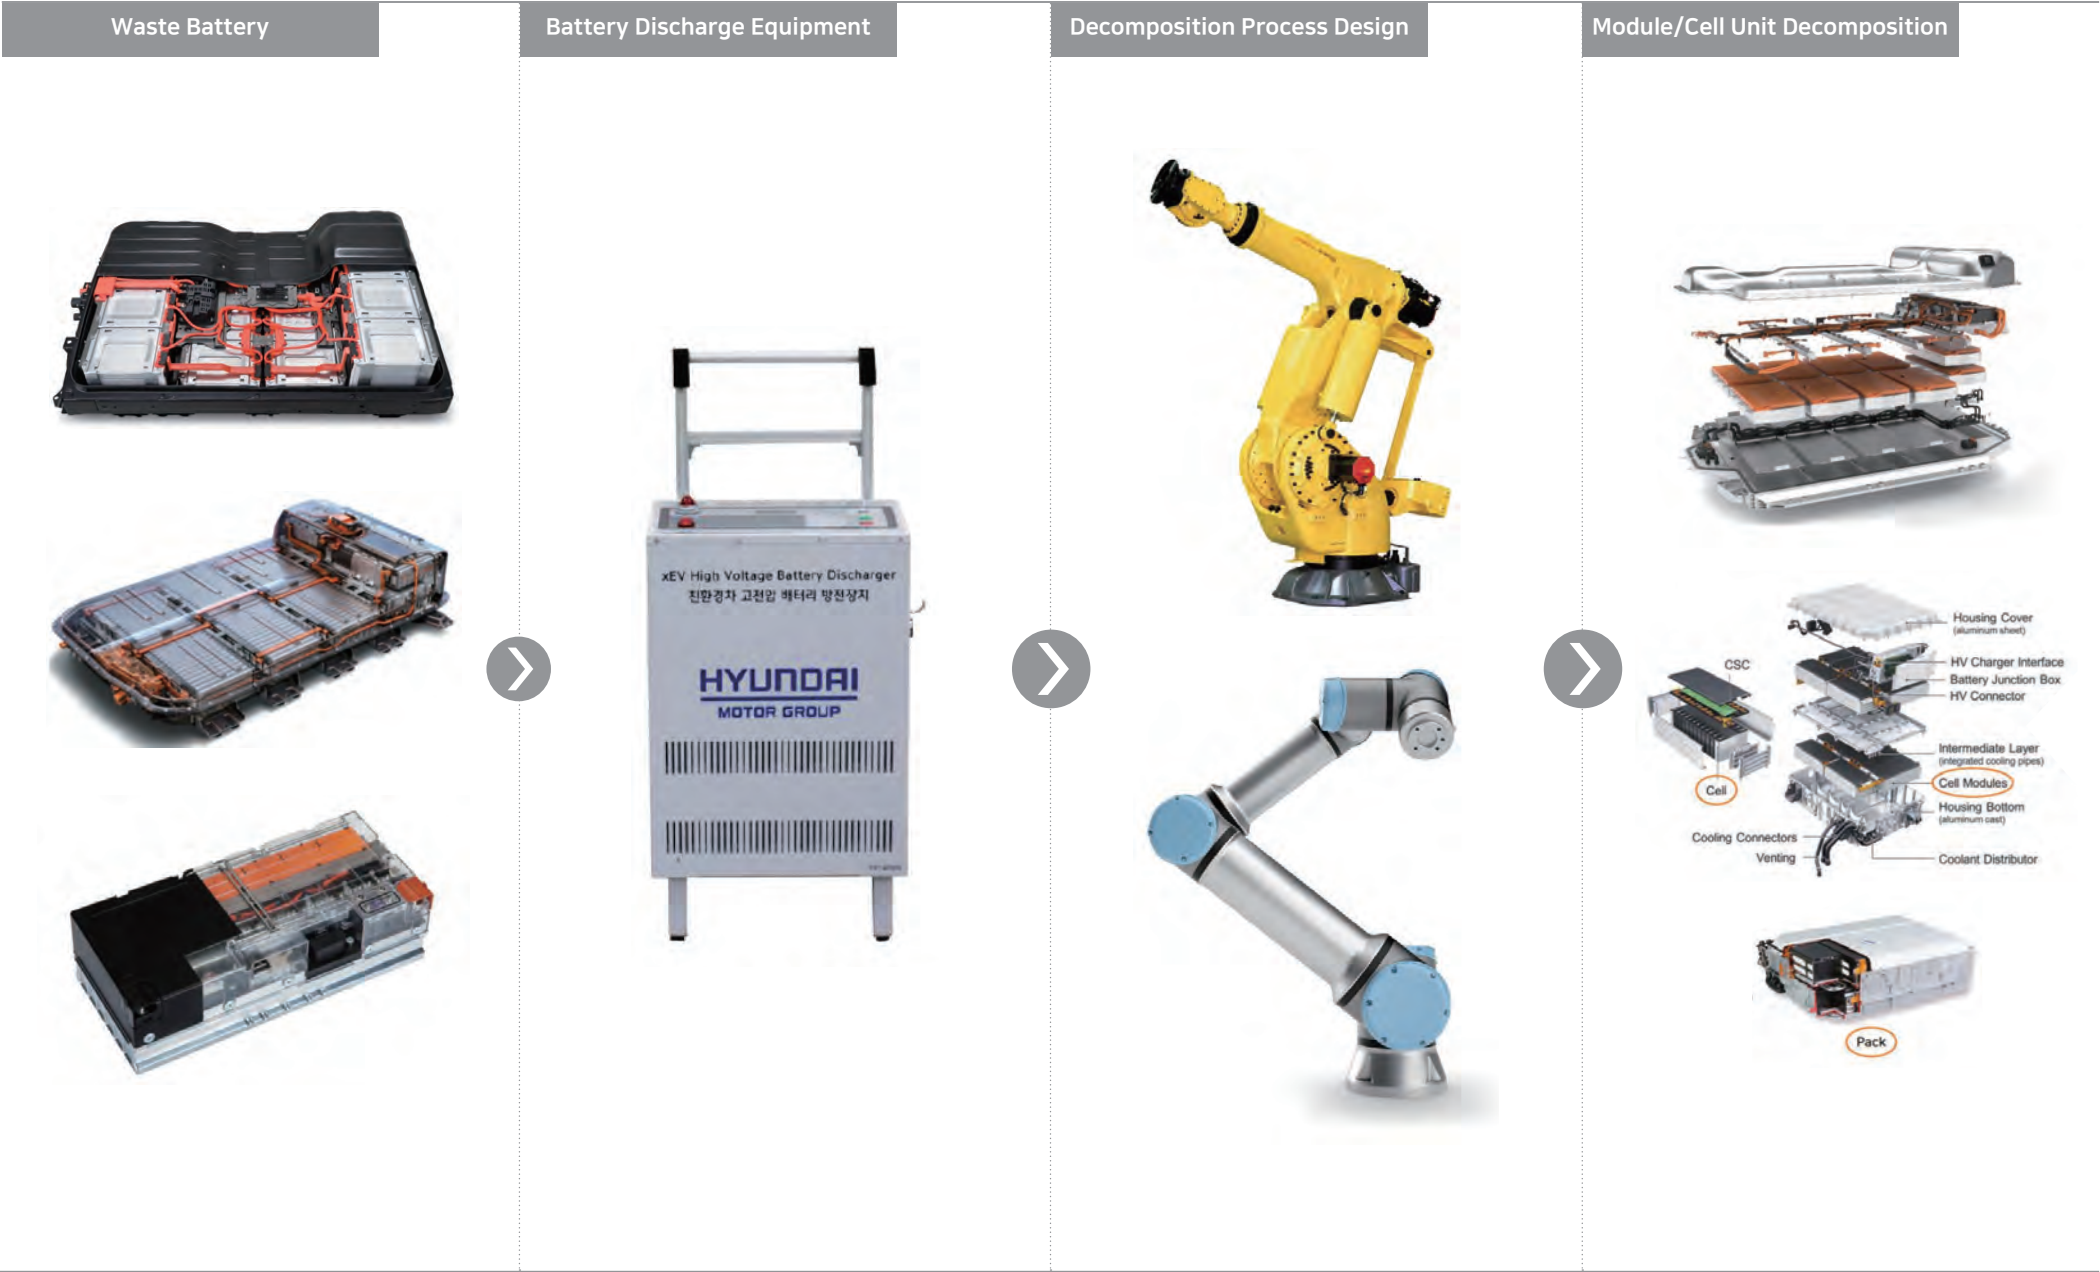 Waste Battery
Battery Discharge Equipment
Decomposition Process Design
Module/Cell Unit Decomposition
xEV High Voltage Battery Discharger
친환경차 고전압 배터리 방전장치
HYUNDAI
MOTOR GROUP
CSC
Cell
Housing Cover
(aluminum sheet)
HV Charger Interface
Battery Junction Box
HV Connector
Intermediate Layer
(integrated cooling pipes)
Cell Modules
Housing Bottom
(aluminum cast)
Cooling Connectors
Venting
Coolant Distributor
Pack